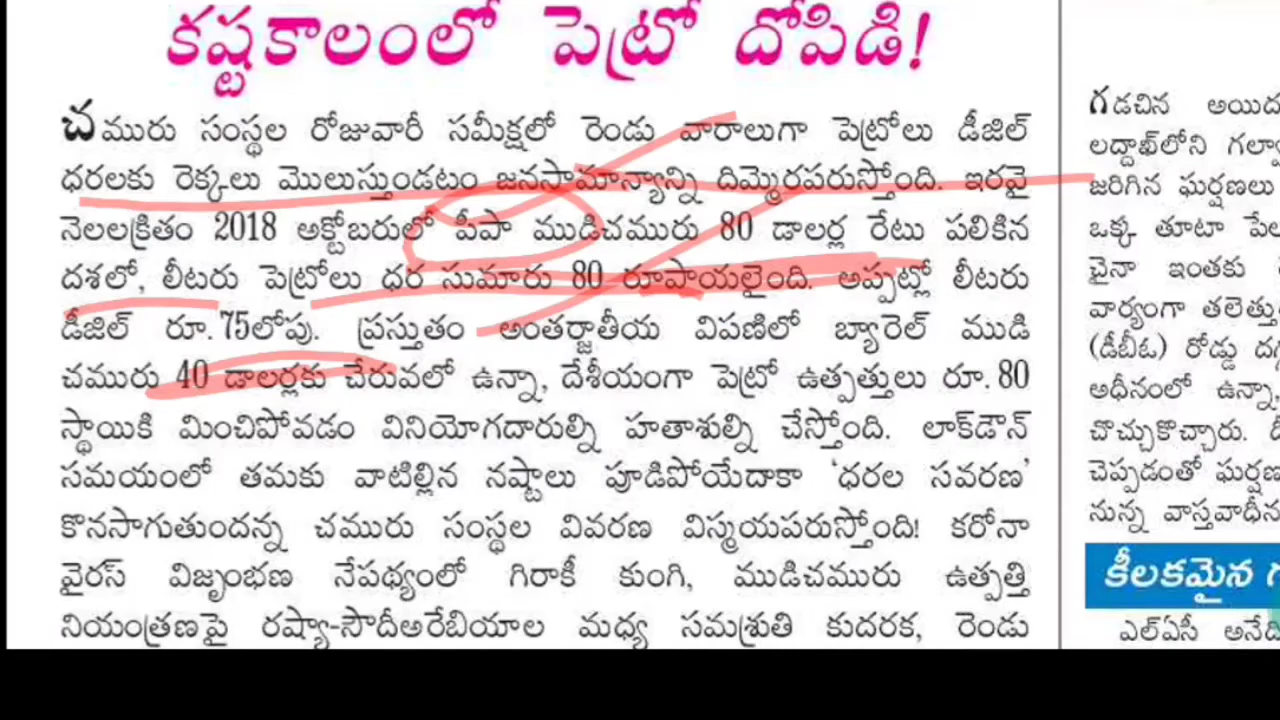 కష్టకాలంలో పెట్రో దోపిడి!
చమురు సంస్థల రోజువారీ సమీక్షలో రెండు వారాలుగా పెట్రోలు డీజిల్
ధరలకు రెక్కలు మొలుస్తుండటం జనసామాన్యాన్ని దిమ్మెరపరుస్తోంది. ఇరవై
నెలలక్రితం 2018 అక్టోబరులో పీపా ముడిచమురు 80 డాలర్ల రేటు పలికిన
దశలో, లీటరు పెట్రోలు ధర సుమారు 80 రూపాయలైంది. అప్పట్లో లీటరు
డీజిల్ రూ.75లోపు. ప్రస్తుతం అంతర్జాతీయ విపణిలో బ్యారెల్ ముడి
చమురు 40 డాలర్లకు చేరువలో ఉన్నా, దేశీయంగా పెట్రో ఉత్పత్తులు రూ.80
స్థాయికి మించిపోవడం వినియోగదారుల్ని హతాశుల్ని చేస్తోంది. లాక్‌డౌన్
సమయంలో తమకు వాటిల్లిన నష్టాలు పూడిపోయేదాకా ‘ధరల సవరణ’
కొనసాగుతుందన్న చమురు సంస్థల వివరణ విస్మయపరుస్తోంది! కరోనా
వైరస్ విజృంభణ నేపథ్యంలో గిరాకీ కుంగి, ముడిచమురు ఉత్పత్తి
నియంత్రణపై రష్యా-సౌదీఅరేబియాల మధ్య సమశ్రుతి కుదరక, రెండు
గడచిన అయిదు
లద్దాఖ్‌లోని
జరిగిన ఘర్షణలు
ఒక్క తూటా
చైనా ఇంతకు
వార్యంగా
(డీబీఓ) రోడ్డు
అధీనంలో ఉన్నా,
చొచ్చుకొచ్చారు.
చెప్పడంతో
నున్న
కీలకమైన
ఎల్ఏసీ